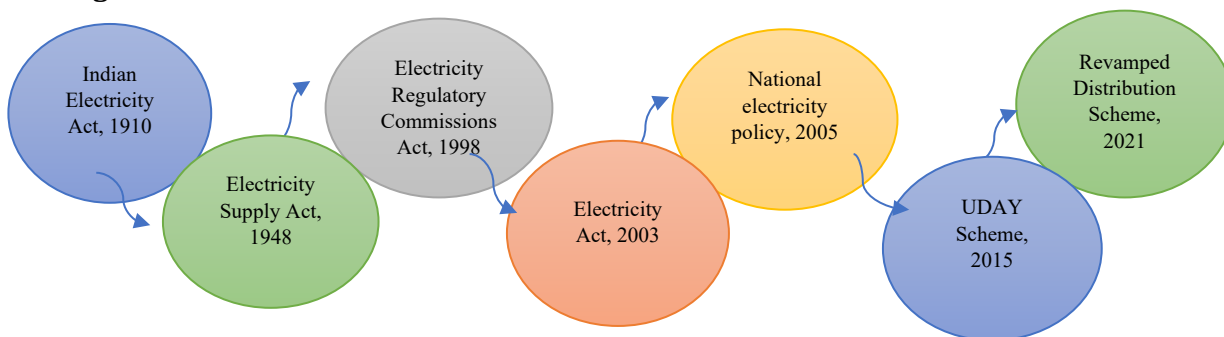 Indian
Electricity
Act, 1910
Electricity
Supply Act,
1948
Electricity
Regulatory
Commissions
Act, 1998
Electricity
Act, 2003
National
electricity
policy, 2005
UDAY
Scheme,
2015
Revamped
Distribution
Scheme,
2021